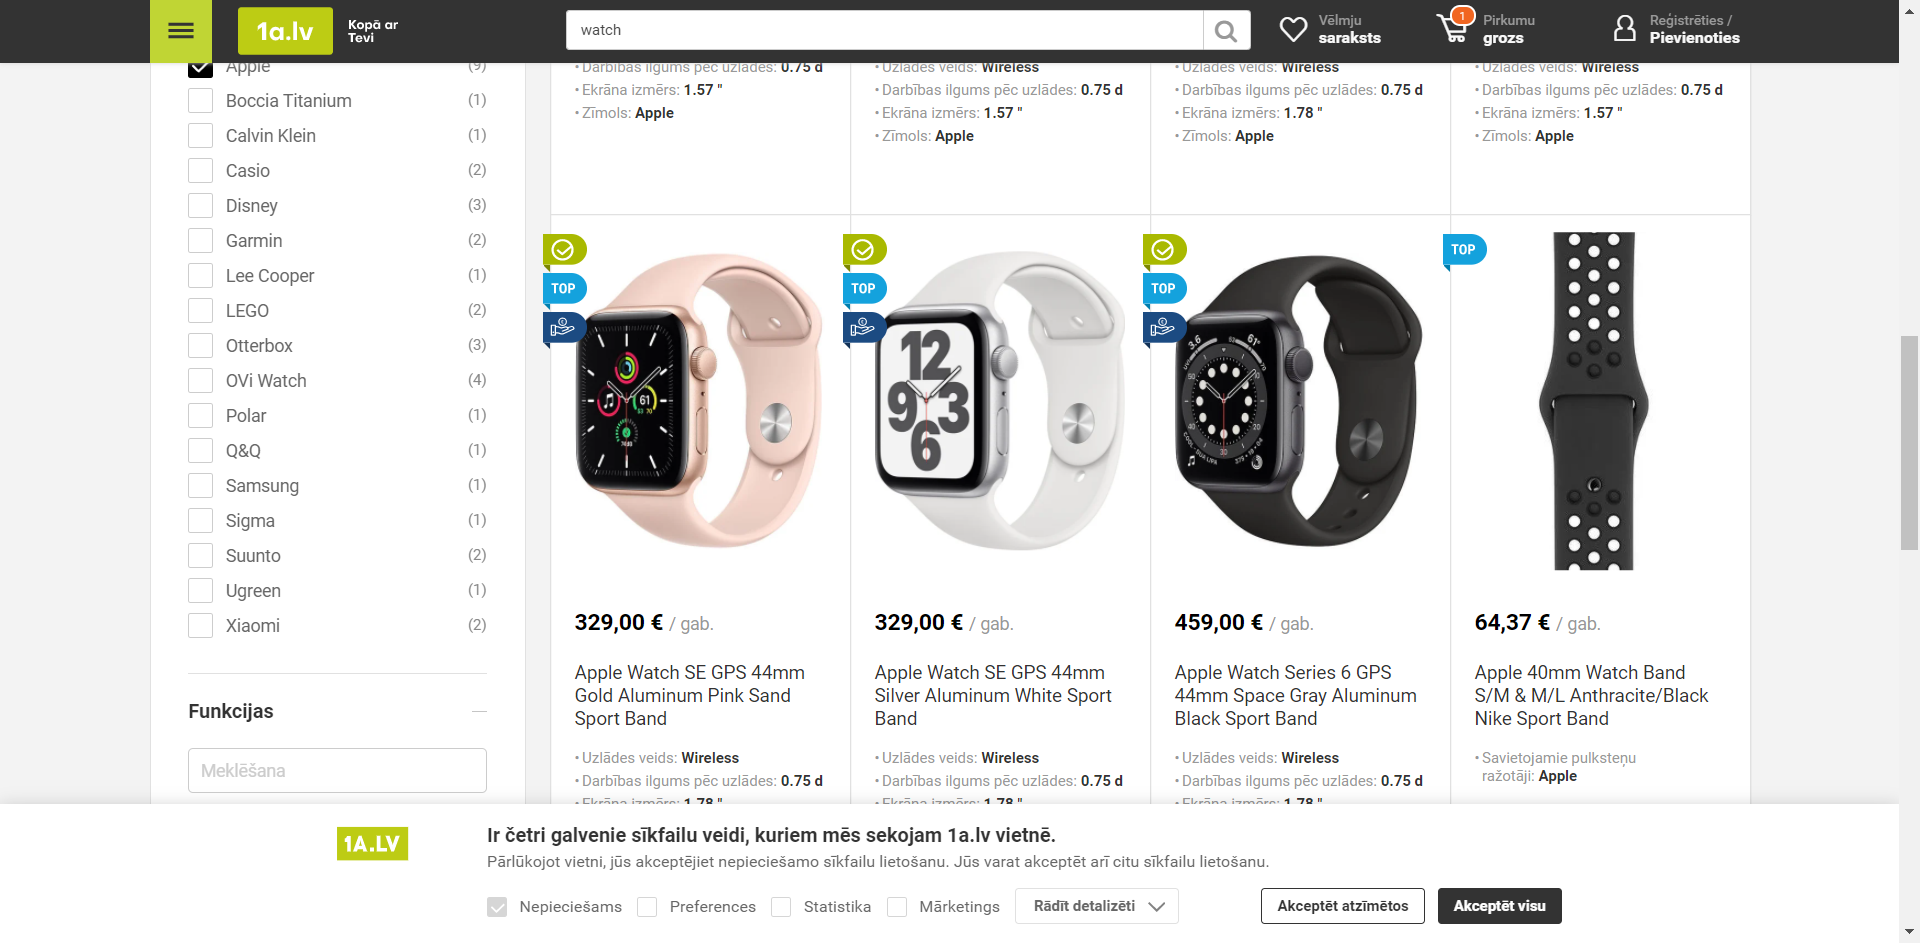 1a.lv
Kopā ar
Tevi
watch
Vēlmju
saraksts
1
Pirkumu
grozs
Reģistrēties /
Pievienoties
Apple (9)
Boccia Titanium (1)
Calvin Klein (1)
Casio (2)
Disney (3)
Garmin (2)
Lee Cooper (1)
LEGO (2)
Otterbox (3)
OVi Watch (4)
Polar (1)
Q&Q (1)
Samsung (1)
Sigma (1)
Suunto (2)
Ugreen (1)
Xiaomi (2)
Funkcijas
Meklēšana
• Darbības ilgums pēc uzlādes: 0.75 d
• Ekrāna izmērs: 1.57 "
• Zīmols: Apple
• Uzlādes veids: Wireless
• Darbības ilgums pēc uzlādes: 0.75 d
• Ekrāna izmērs: 1.57 "
• Zīmols: Apple
• Uzlādes veids: Wireless
• Darbības ilgums pēc uzlādes: 0.75 d
• Ekrāna izmērs: 1.78 "
• Zīmols: Apple
• Uzlādes veids: Wireless
• Darbības ilgums pēc uzlādes: 0.75 d
• Ekrāna izmērs: 1.57 "
• Zīmols: Apple
TOP
61
329,00 € / gab.
Apple Watch SE GPS 44mm
Gold Aluminum Pink Sand
Sport Band
• Uzlādes veids: Wireless
• Darbības ilgums pēc uzlādes: 0.75 d
• Ekrāna izmērs: 1.78 "
TOP
12
9 3
6
329,00 € / gab.
Apple Watch SE GPS 44mm
Silver Aluminum White Sport
Band
• Uzlādes veids: Wireless
• Darbības ilgums pēc uzlādes: 0.75 d
• Ekrāna izmērs: 1.78 "
TOP
3.6
61°
459,00 € / gab.
Apple Watch Series 6 GPS
44mm Space Gray Aluminum
Black Sport Band
• Uzlādes veids: Wireless
• Darbības ilgums pēc uzlādes: 0.75 d
• Ekrāna izmērs: 1.78 "
TOP
64,37 € / gab.
Apple 40mm Watch Band
S/M & M/L Anthracite/Black
Nike Sport Band
• Savietojamie pulksteņu
ražotāji: Apple
1A.LV
Ir četri galvenie sīkfailu veidi, kuriem mēs sekojam 1a.lv vietnē.
Pārlūkojot vietni, jūs akceptējiet nepieciešamo sīkfailu lietošanu. Jūs varat akceptēt arī citu sīkfailu lietošanu.
Nepieciešams Preferences Statistika Mārketings Rādīt detalizēti Akceptēt atzīmētos Akceptēt visu